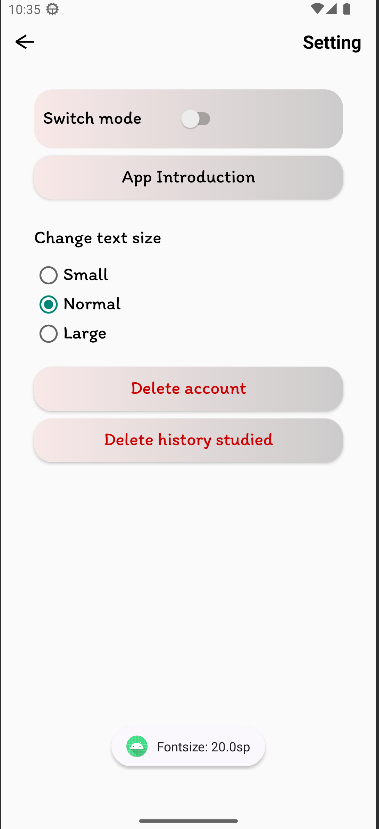 10:35
Setting
Switch mode
App Introduction
Change text size
Small
Normal
Large
Delete account
Delete history studied
Fontsize: 20.0sp